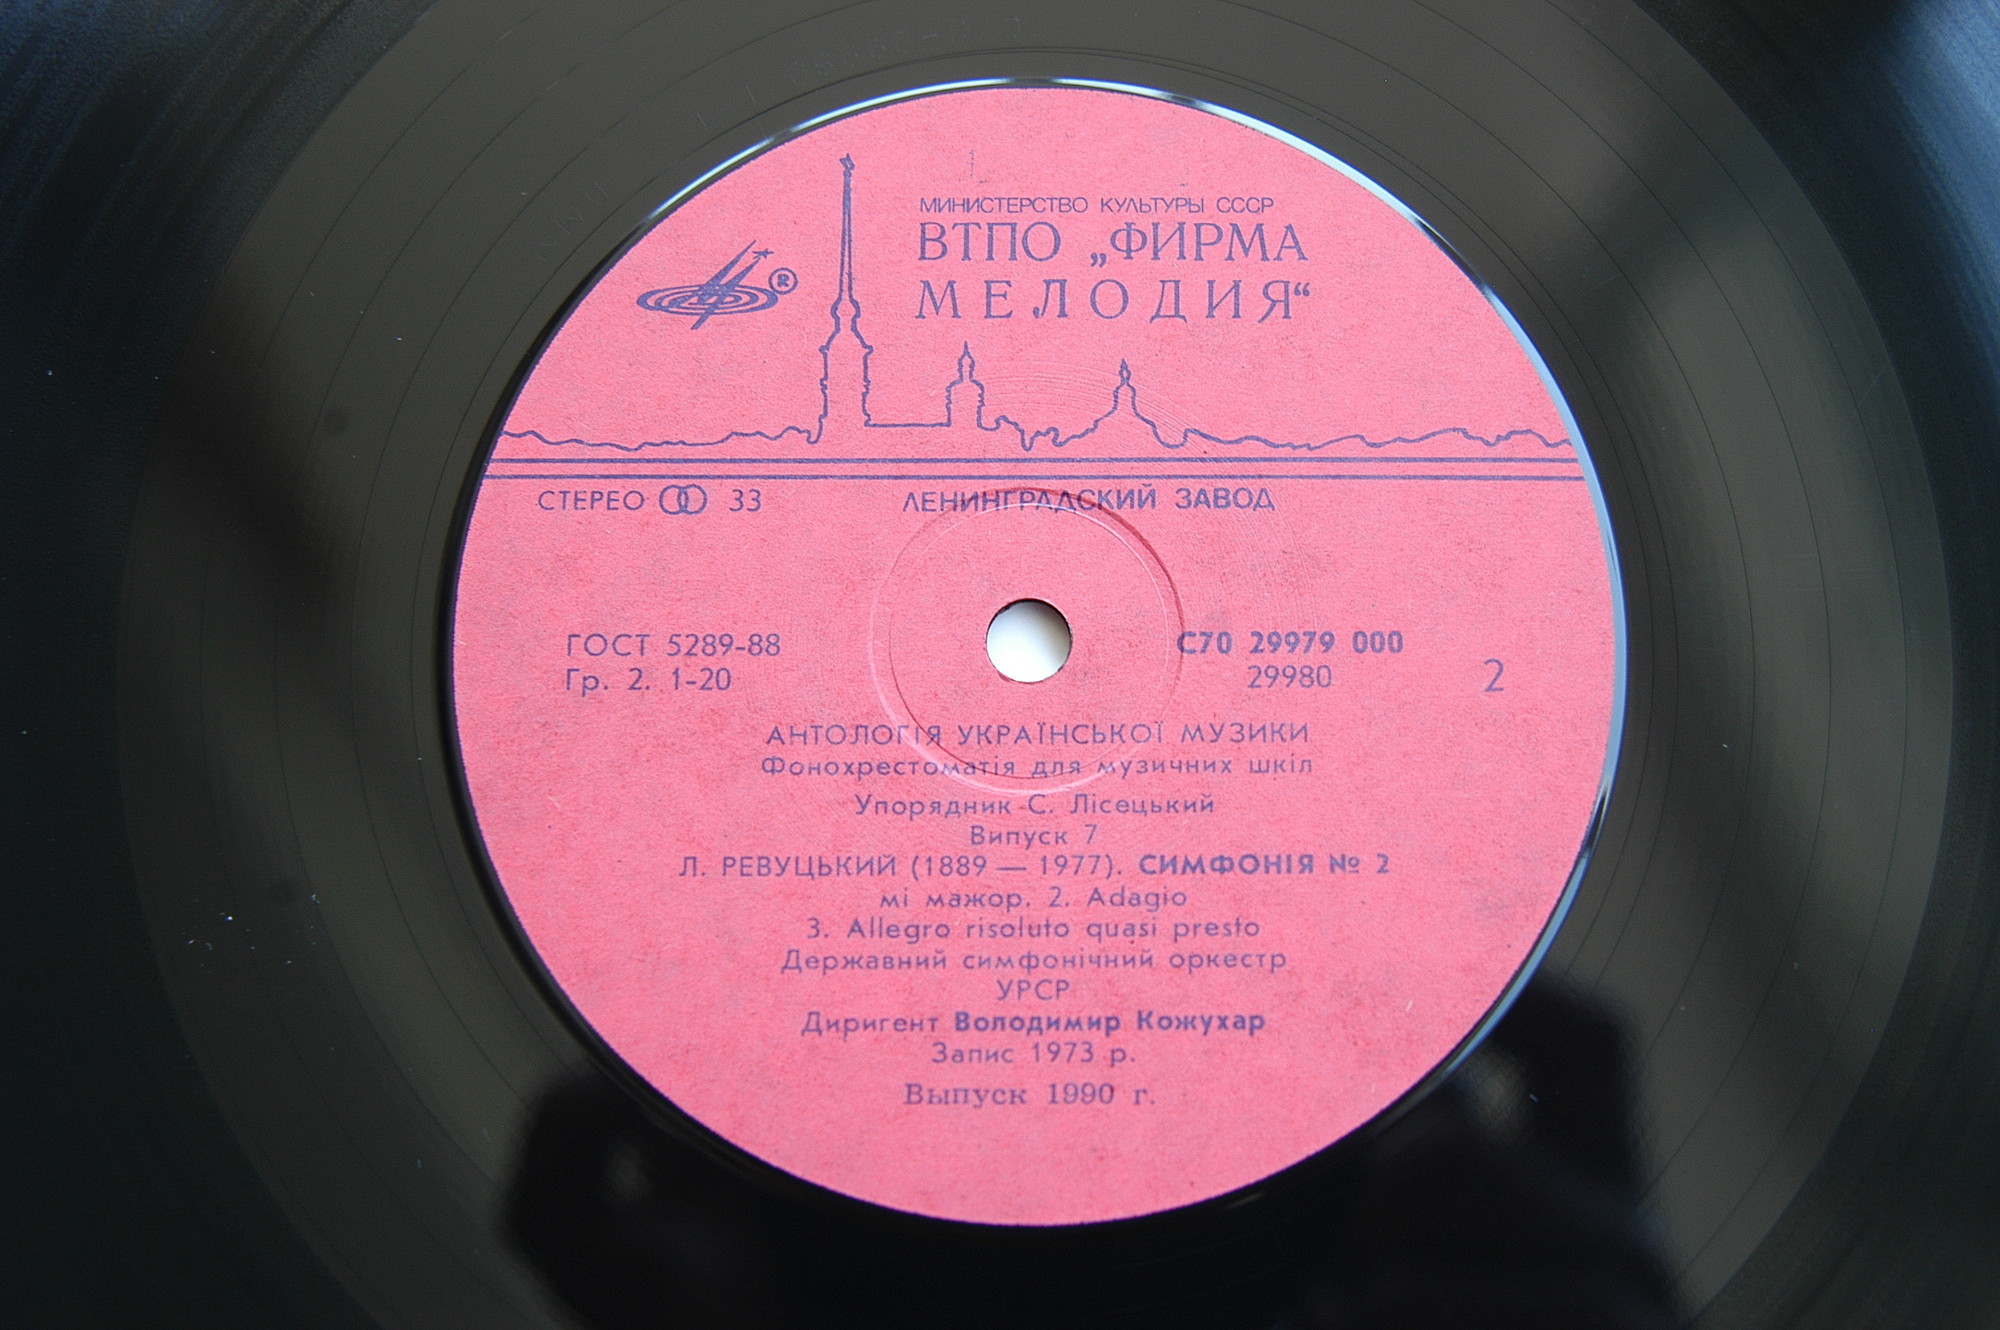 МИНИСТЕРСТВО КУЛЬТУРЫ СССР
ВТПО „ФИРМА
МЕЛОДИЯ“
®
СТЕРЕО 33 ЛЕНИНГРАДСКИЙ ЗАВОД
ГОСТ 5289-88 С70 29979 000
Гр. 2. 1-20 29980 2
АНТОЛОГІЯ УКРАЇНСЬКОЇ МУЗИКИ
Фонохрестоматія для музичних шкіл
Упорядник С. Лісецький
Випуск 7
Л. РЕВУЦЬКИЙ (1889 — 1977). СИМФОНІЯ № 2
мі мажор. 2. Adagio
3. Allegro risoluto quasi presto
Державний симфонічний оркестр
УРСР
Диригент Володимир Кожухар
Запис 1973 р.
Выпуск 1990 г.